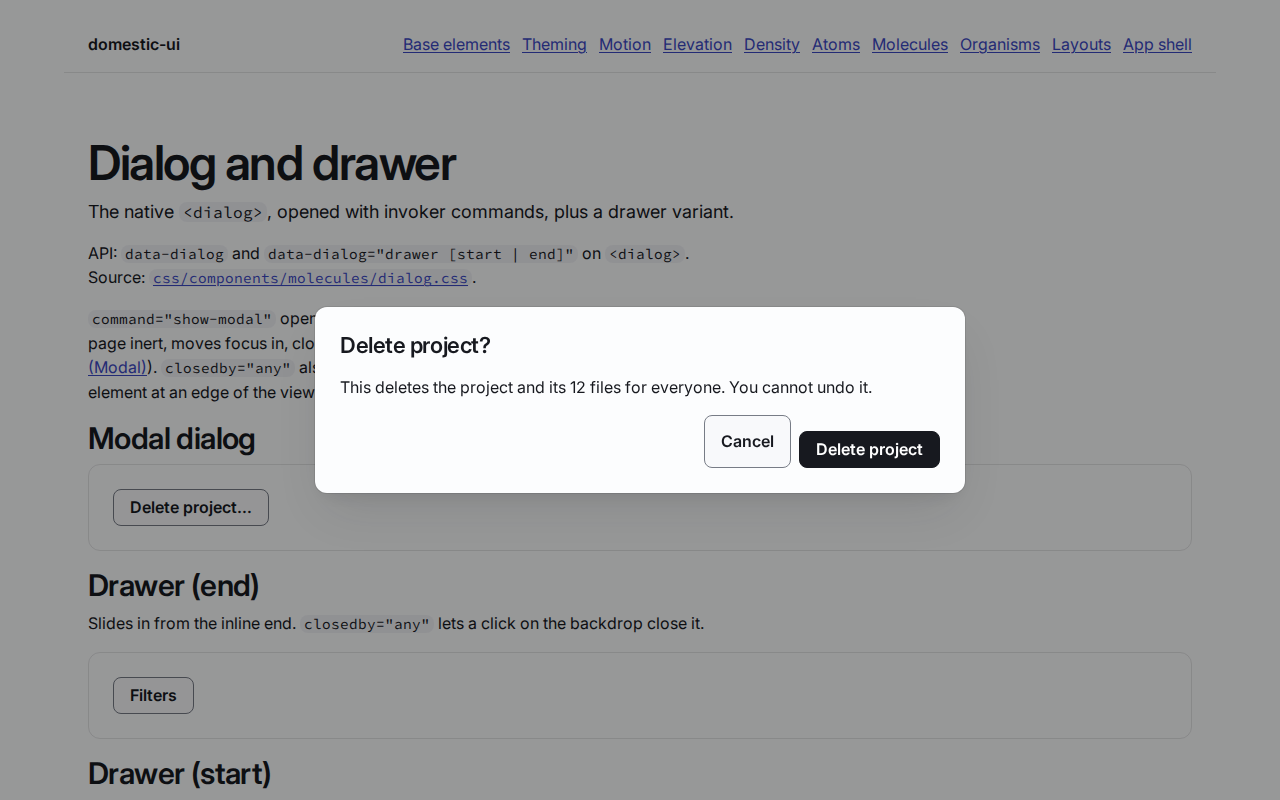 domestic-ui
Base elements Theming Motion Elevation Density Atoms Molecules Organisms Layouts App shell
Dialog and drawer
The native <dialog>, opened with invoker commands, plus a drawer variant.
API: data-dialog and data-dialog="drawer [start | end]" on <dialog>.
Source: css/components/molecules/dialog.css.
command="show-modal"
page inert, moves focus in,
(Modal)). closedby="any"
element at an edge of the
Delete project?
This deletes the project and its 12 files for everyone. You cannot undo it.
Cancel Delete project
Modal dialog
Delete project…
Drawer (end)
Slides in from the inline end. closedby="any" lets a click on the backdrop close it.
Filters
Drawer (start)